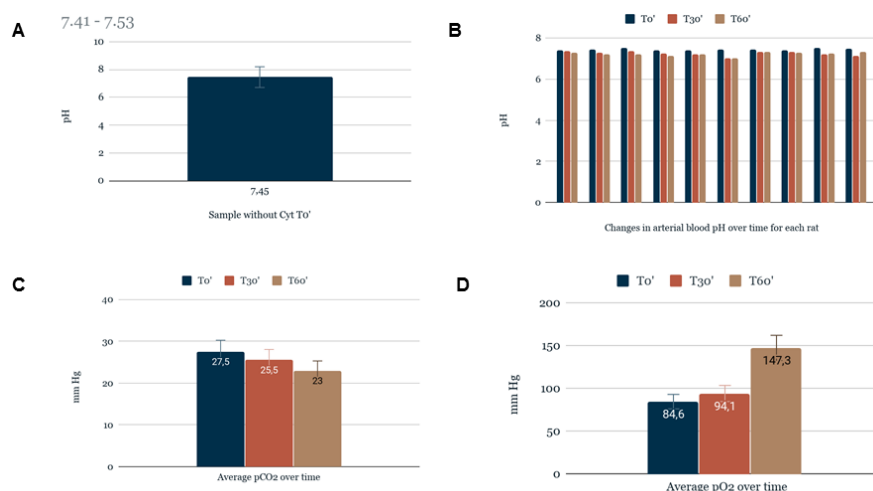 A
7.41 - 7.53
10
8
6
4
2
0
pH
7.45
Sample without Cyt T0'
B
T0' T30' T60'
8
6
4
2
0
pH
Changes in arterial blood pH over time for each rat
C
T0' T30' T60'
40
30
20
10
0
mm Hg
27,5
25,5
23
Average pCO2 over time
D
T0' T30' T60'
200
150
100
50
0
mm Hg
84,6
94,1
147,3
Average pO2 over time